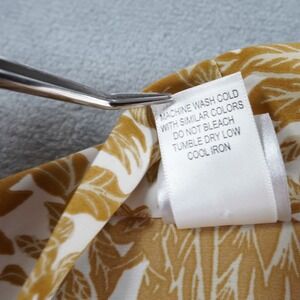 MACHINE WASH COLD
WITH SIMILAR COLORS
DO NOT BLEACH
TUMBLE DRY LOW
COOL IRON